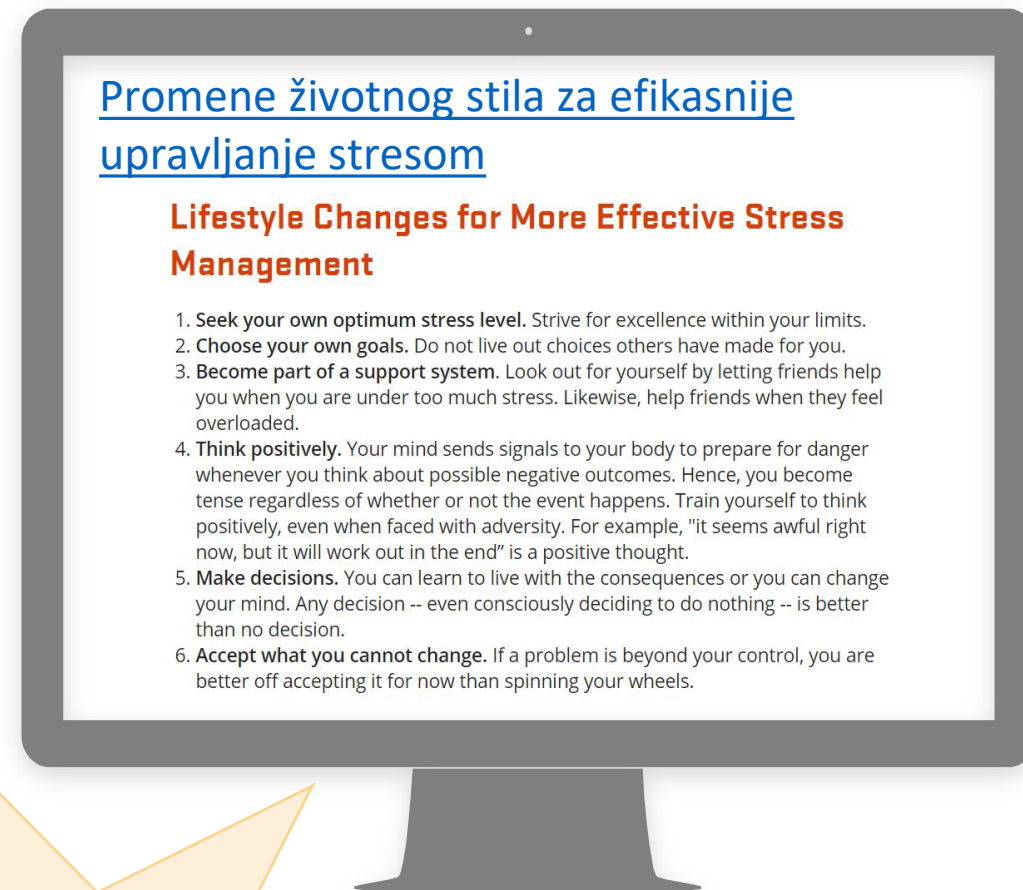 Promene životnog stila za efikasnije
upravljanje stresom
Lifestyle Changes for More Effective Stress
Management
1. Seek your own optimum stress level. Strive for excellence within your limits.
2. Choose your own goals. Do not live out choices others have made for you.
3. Become part of a support system. Look out for yourself by letting friends help
you when you are under too much stress. Likewise, help friends when they feel
overloaded.
4. Think positively. Your mind sends signals to your body to prepare for danger
whenever you think about possible negative outcomes. Hence, you become
tense regardless of whether or not the event happens. Train yourself to think
positively, even when faced with adversity. For example, "it seems awful right
now, but it will work out in the end” is a positive thought.
5. Make decisions. You can learn to live with the consequences or you can change
your mind. Any decision -- even consciously deciding to do nothing -- is better
than no decision.
6. Accept what you cannot change. If a problem is beyond your control, you are
better off accepting it for now than spinning your wheels.